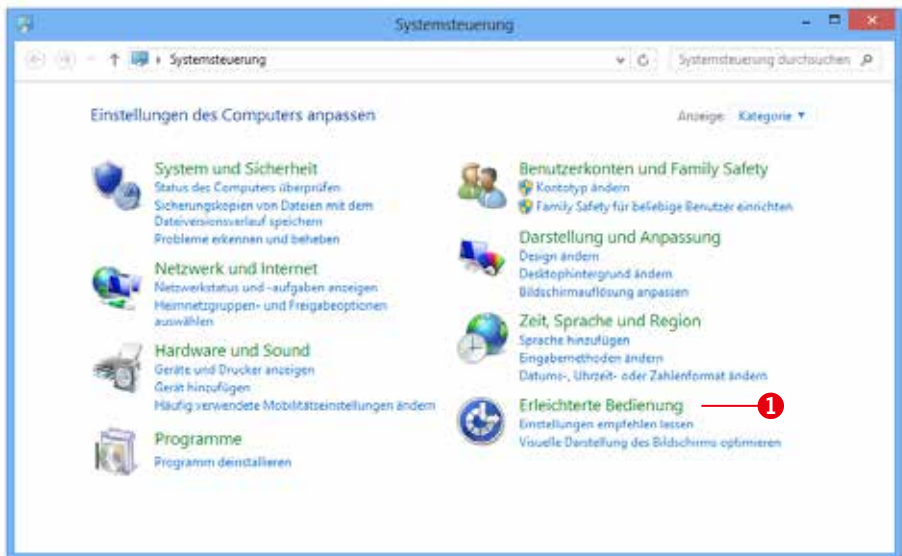 Systemsteuerung
Systemsteuerung
Systemsteuerung durchsuchen
Einstellungen des Computers anpassen
Anzeige: Kategorie
System und Sicherheit
Status des Computers überprüfen
Sicherungskopien von Dateien mit dem
Dateiversionsverlauf speichern
Probleme erkennen und beheben
Netzwerk und Internet
Netzwerkstatus und -aufgaben anzeigen
Heimnetzgruppen- und Freigabeoptionen
auswählen
Hardware und Sound
Geräte und Drucker anzeigen
Gerät hinzufügen
Häufig verwendete Mobilitätseinstellungen ändern
Programme
Programm deinstallieren
Benutzerkonten und Family Safety
Kontotyp ändern
Family Safety für beliebige Benutzer einrichten
Darstellung und Anpassung
Design ändern
Desktophintergrund ändern
Bildschirmauflösung anpassen
Zeit, Sprache und Region
Sprache hinzufügen
Eingabemethoden ändern
Datums-, Uhrzeit- oder Zahlenformat ändern
Erleichterte Bedienung
1
Einstellungen empfehlen lassen
Visuelle Darstellung des Bildschirms optimieren